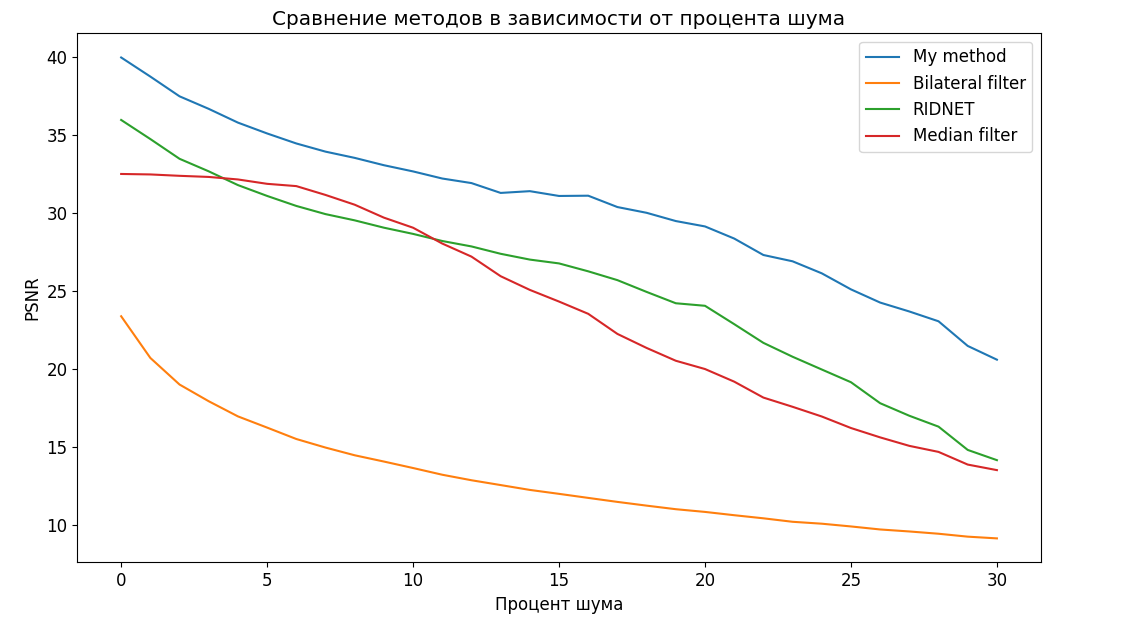 Сравнение методов в зависимости от процента шума
My method
Bilateral filter
RIDNET
Median filter
PSNR
40
35
30
25
20
15
10
0 5 10 15 20 25 30
Процент шума